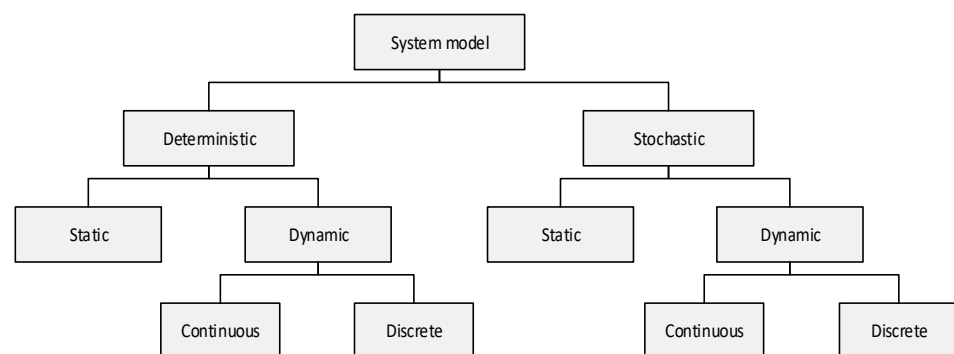 System model
Deterministic
Stochastic
Static
Dynamic
Static
Dynamic
Continuous
Discrete
Continuous
Discrete